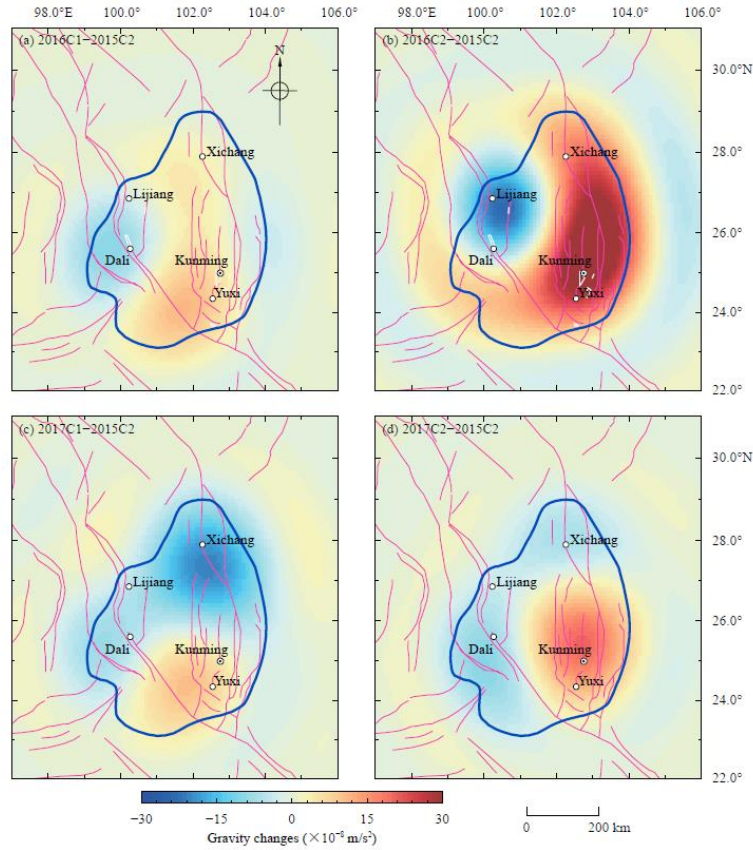 98.0°E 100.0° 102.0° 104.0° 106.0° 98.0°E 100.0° 102.0° 104.0° 106.0°
(a) 2016C1−2015C2
N
Xichang
Lijiang
Dali
Kunming
Yuxi
(b) 2016C2−2015C2
30.0°N
28.0°
26.0°
24.0°
22.0°
Xichang
Lijiang
Dali
Kunming
Yuxi
(c) 2017C1−2015C2
Xichang
Lijiang
Dali
Kunming
Yuxi
(d) 2017C2−2015C2
30.0°N
28.0°
26.0°
24.0°
22.0°
Xichang
Lijiang
Dali
Kunming
Yuxi
−30 −15 0 15 30
Gravity changes (×10⁻⁸ m/s²)
0 200 km